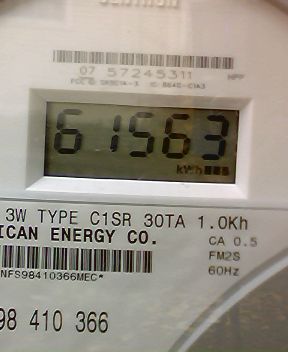 07 57245311
61563
kWh
3W TYPE C1SR 30TA 1.0Kh
ICAN ENERGY CO.
CA 0.5
FM2S
60Hz
NFS98410366MEC*
98 410 366